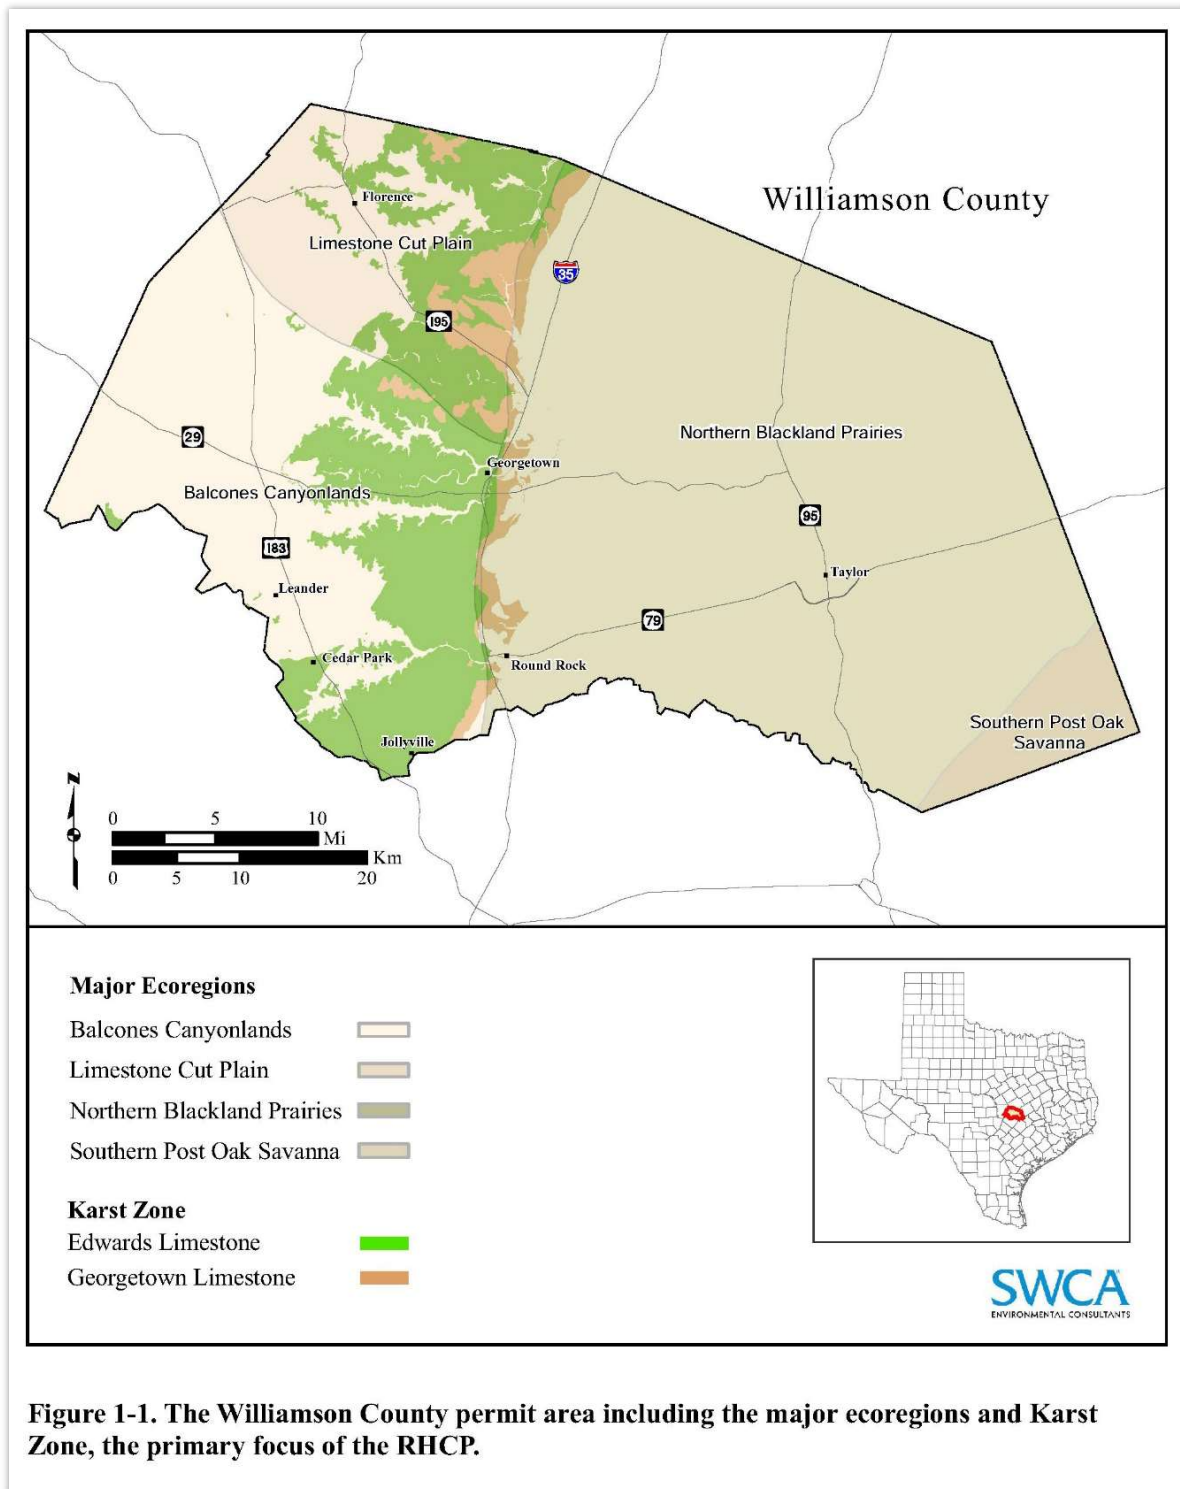 Williamson County
Florence
Limestone Cut Plain
35
195
Northern Blackland Prairies
29
Georgetown
Balcones Canyonlands
95
183
Taylor
Leander
79
Cedar Park
Round Rock
Southern Post Oak
Savanna
Jollyville
N
0 5 10
Mi
Km
0 5 10 20
Major Ecoregions
Balcones Canyonlands
Limestone Cut Plain
Northern Blackland Prairies
Southern Post Oak Savanna
Karst Zone
Edwards Limestone
Georgetown Limestone
SWCA
ENVIRONMENTAL CONSULTANTS
Figure 1-1. The Williamson County permit area including the major ecoregions and Karst
Zone, the primary focus of the RHCP.